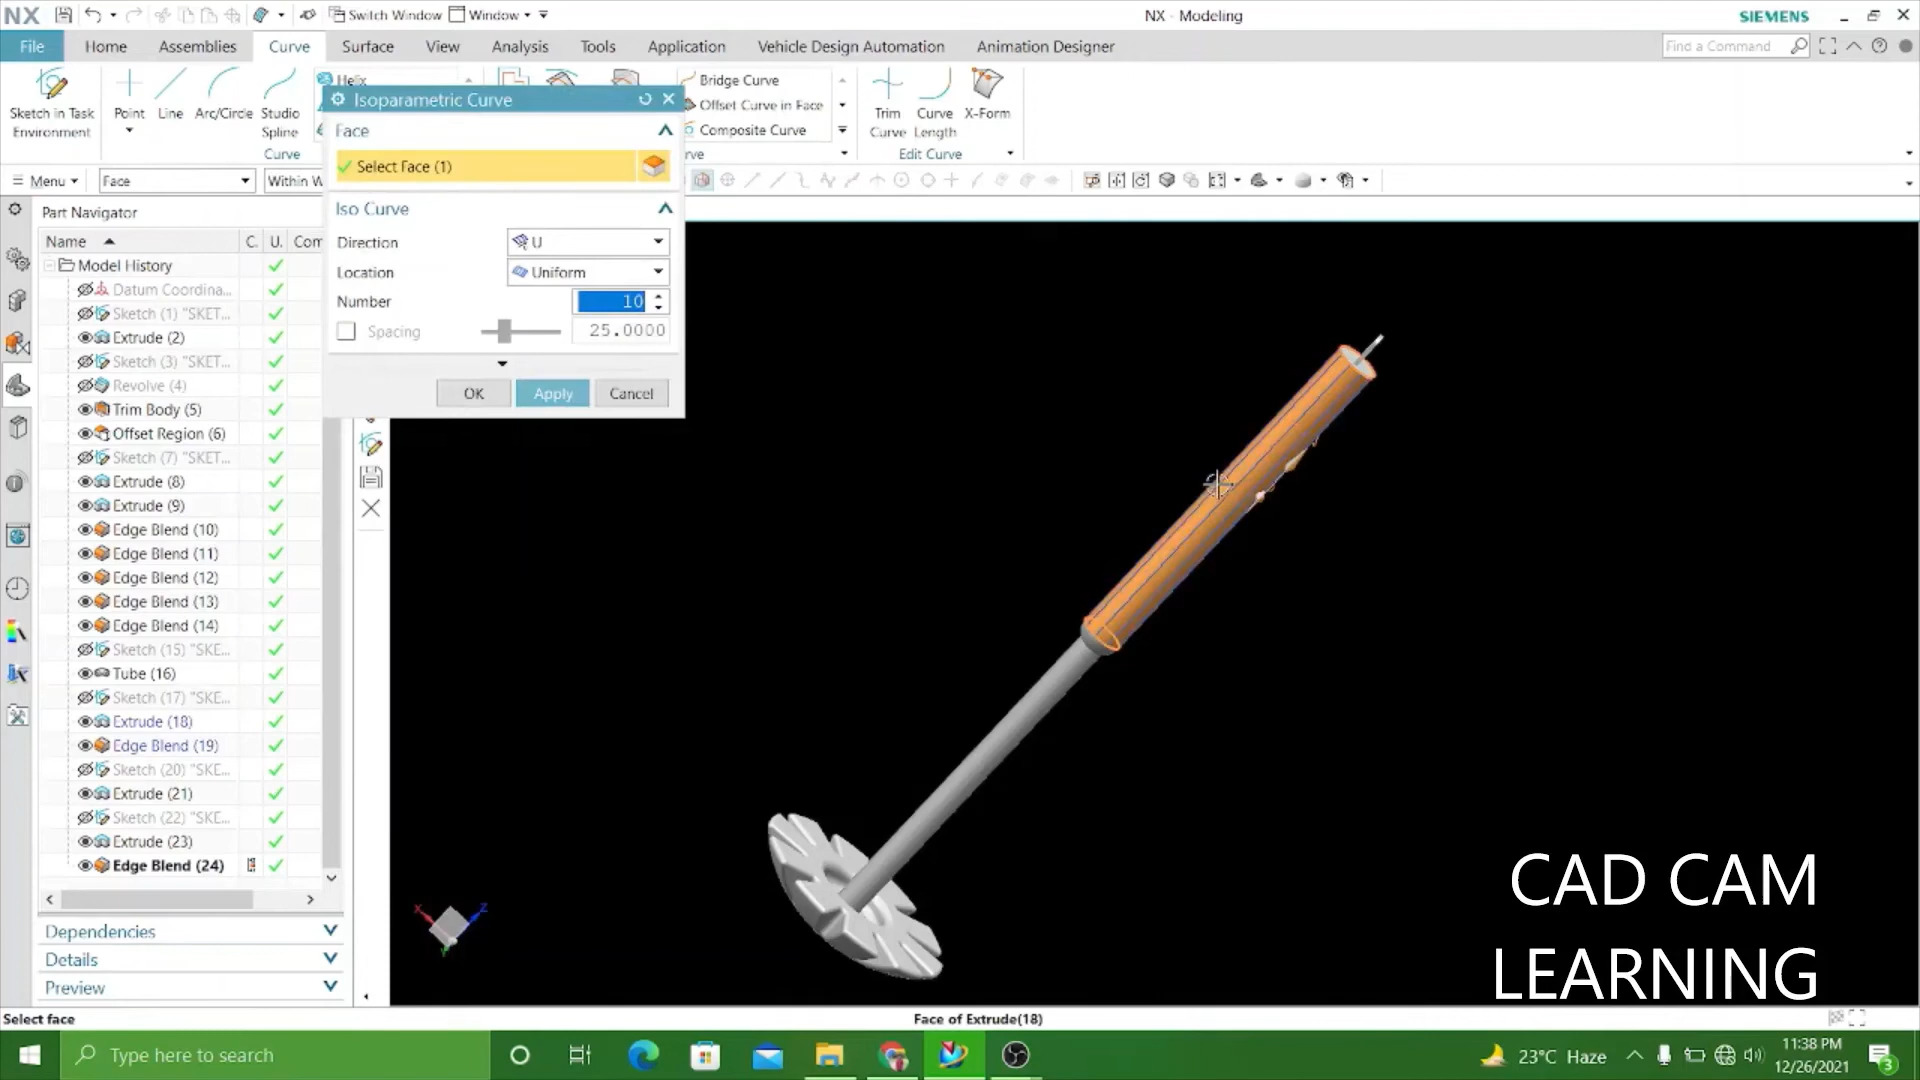 NX
Switch Window
Window
NX - Modeling
SIEMENS
File
Home
Assemblies
Curve
Surface
View
Analysis
Tools
Application
Vehicle Design Automation
Animation Designer
Find a Command
Sketch in Task Environment
Point
Line
Arc/Circle
Studio Spline
Helix
Curve
Bridge Curve
Offset Curve in Face
Composite Curve
rve
Trim Curve
Curve Length
X-Form
Edit Curve
Isoparametric Curve
Face
Select Face (1)
Iso Curve
Direction
U
Location
Uniform
Number
10
Spacing
25.0000
OK
Apply
Cancel
Menu
Face
Within W
Part Navigator
Name
C.
U.
Com
Model History
Datum Coordina...
Sketch (1) "SKET...
Extrude (2)
Sketch (3) "SKET...
Revolve (4)
Trim Body (5)
Offset Region (6)
Sketch (7) "SKET...
Extrude (8)
Extrude (9)
Edge Blend (10)
Edge Blend (11)
Edge Blend (12)
Edge Blend (13)
Edge Blend (14)
Sketch (15) "SKE...
Tube (16)
Sketch (17) "SKE...
Extrude (18)
Edge Blend (19)
Sketch (20) "SKE...
Extrude (21)
Sketch (22) "SKE...
Extrude (23)
Edge Blend (24)
Dependencies
Details
Preview
X
Z
Y
CAD CAM
LEARNING
Select face
Face of Extrude(18)
Type here to search
23°C Haze
11:38 PM
12/26/2021
3